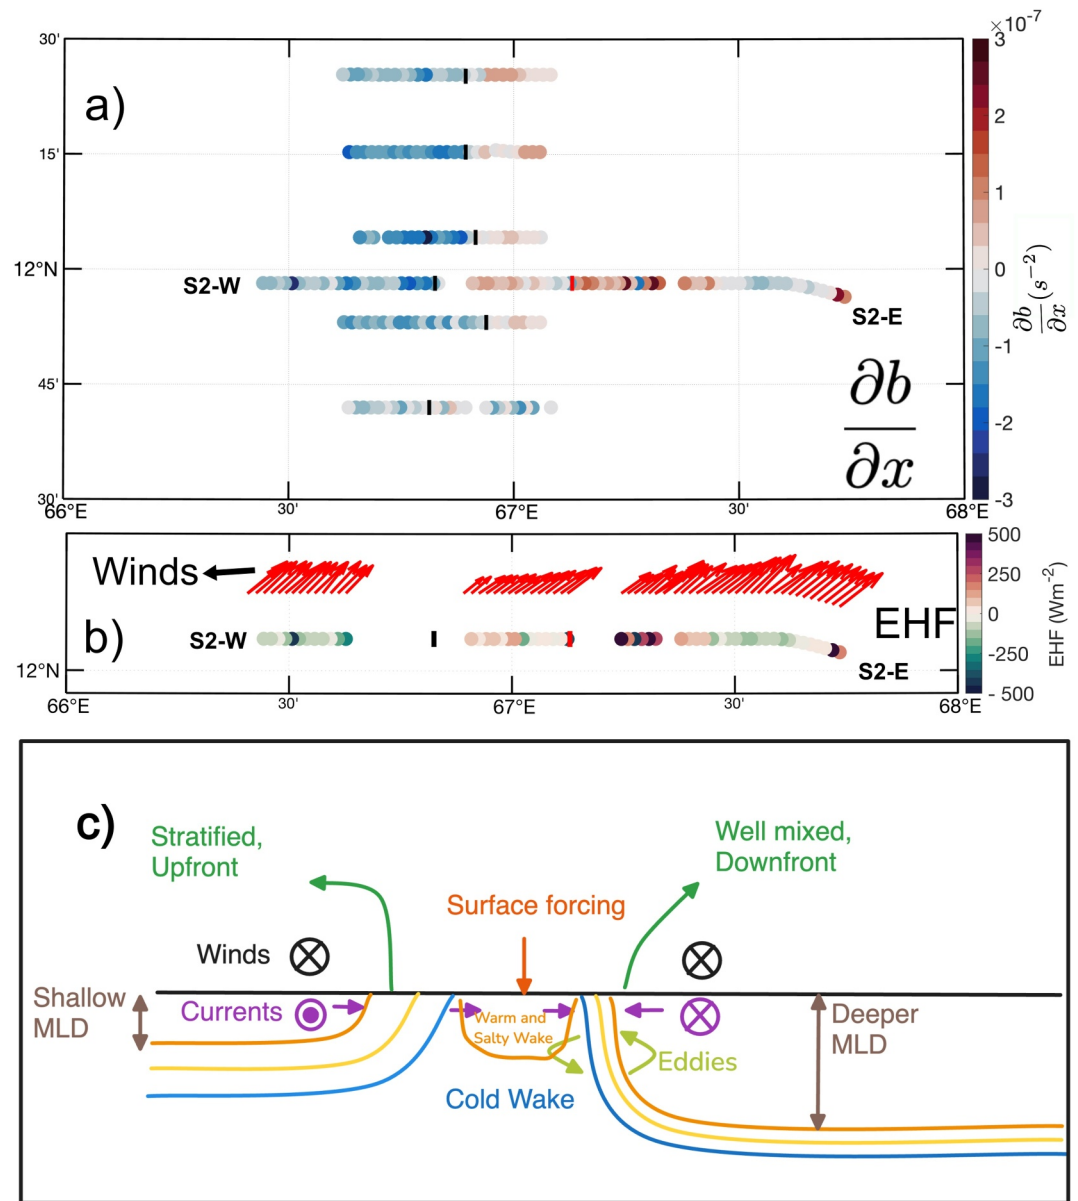 ×10⁻⁷
30'
3
a)
2
15'
1
12°N
0
S2-W
S2-E
∂b/∂x (s⁻²)
-1
45'
∂b
∂x
-2
30'
-3
66°E
30'
67°E
30'
68°E
500
Winds
250
EHF
0
EHF (Wm⁻²)
b)
S2-W
-250
12°N
S2-E
- 500
66°E
30'
67°E
30'
68°E
c)
Stratified,
Upfront
Well mixed,
Downfront
Surface forcing
Winds
Shallow
MLD
Currents
Warm and
Salty Wake
Deeper
MLD
Eddies
Cold Wake